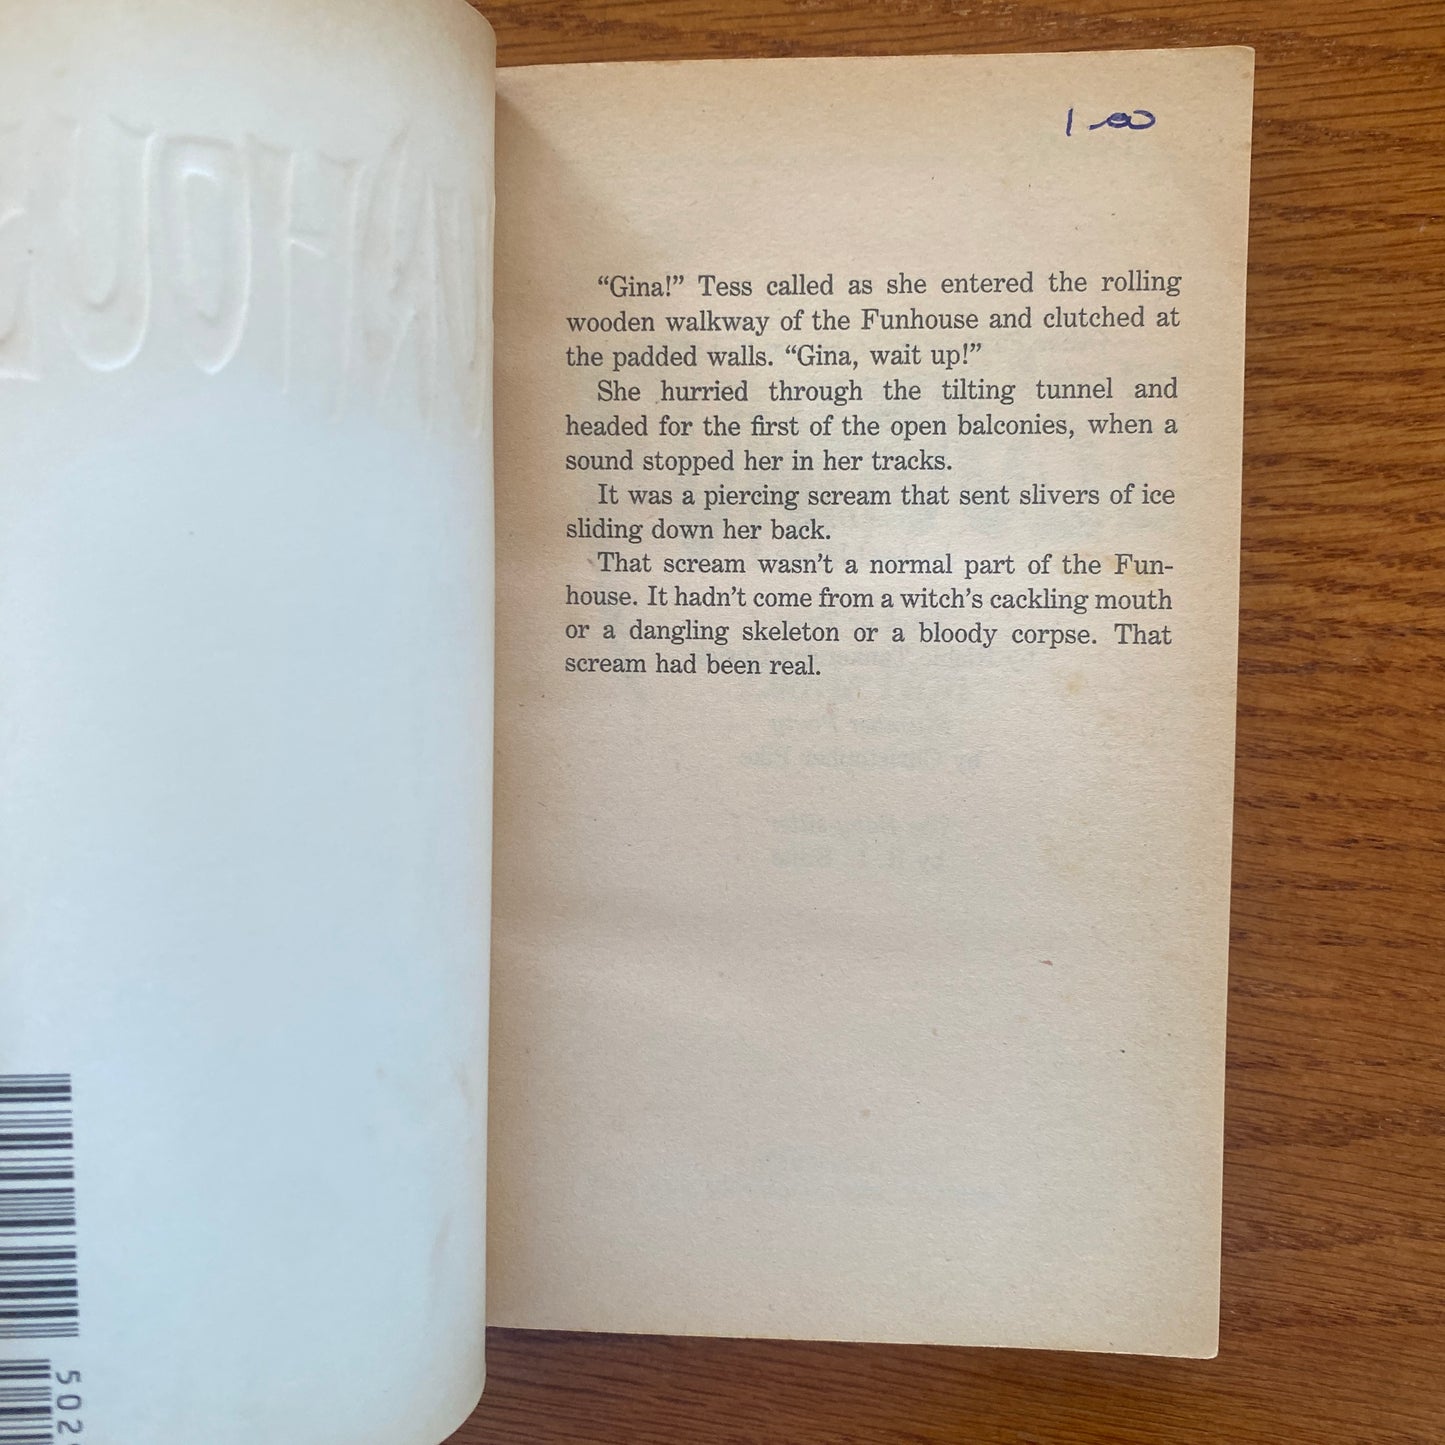 1.00
“Gina!” Tess called as she entered the rolling
wooden walkway of the Funhouse and clutched at
the padded walls. “Gina, wait up!”
She hurried through the tilting tunnel and
headed for the first of the open balconies, when a
sound stopped her in her tracks.
It was a piercing scream that sent slivers of ice
sliding down her back.
That scream wasn’t a normal part of the Fun-
house. It hadn’t come from a witch’s cackling mouth
or a dangling skeleton or a bloody corpse. That
scream had been real.
502